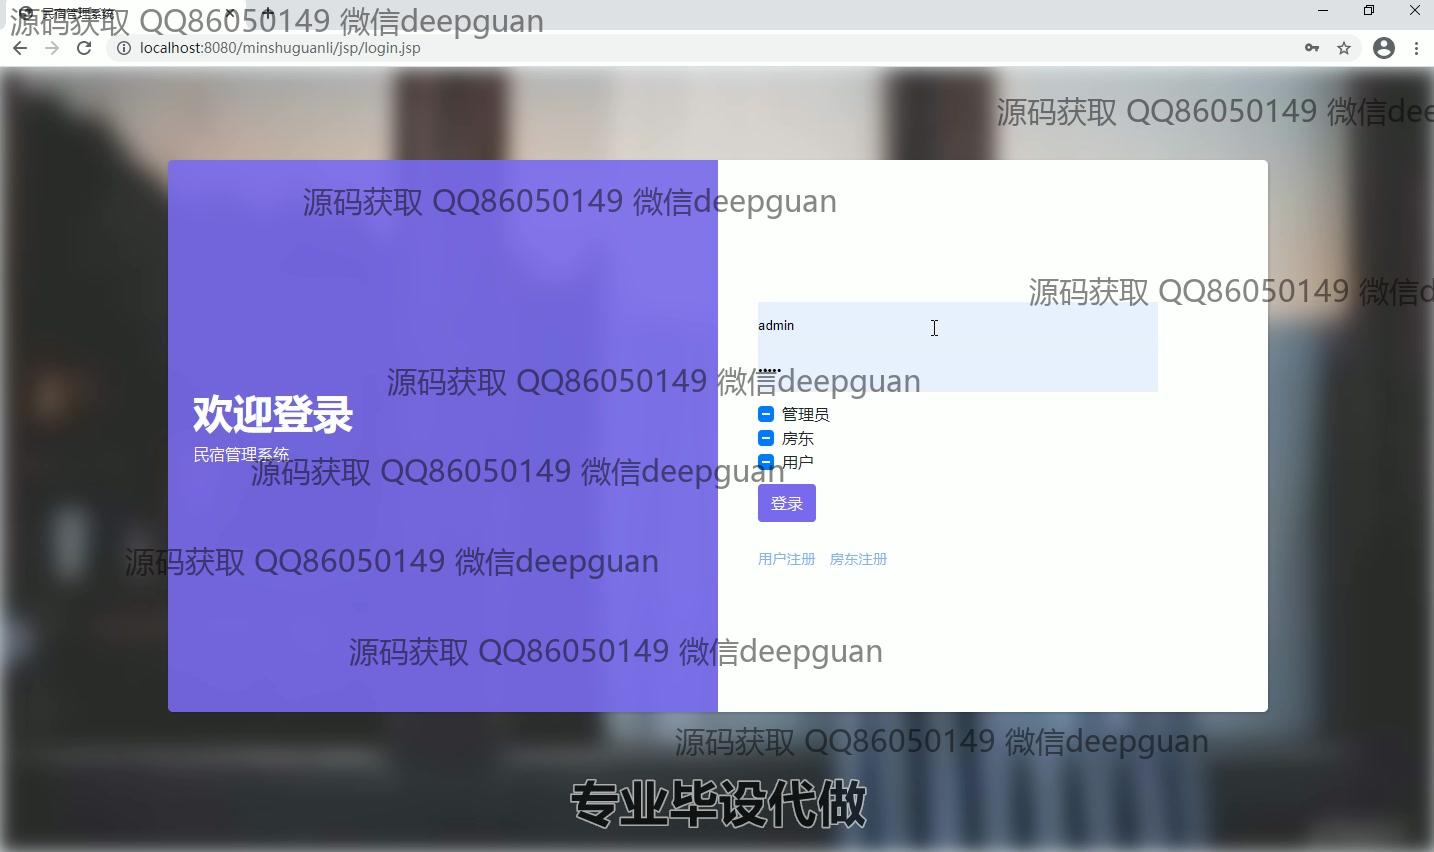 民宿管理系统
源码获取 QQ86050149 微信deepguan
localhost:8080/minshuguanli/jsp/login.jsp
源码获取 QQ86050149 微信dee
源码获取 QQ86050149 微信deepguan
源码获取 QQ86050149 微信d
admin
•••••
源码获取 QQ86050149 微信deepguan
欢迎登录
管理员
房东
民宿管理系统
用户
源码获取 QQ86050149 微信deepguan
登录
用户注册 房东注册
源码获取 QQ86050149 微信deepguan
源码获取 QQ86050149 微信deepguan
源码获取 QQ86050149 微信deepguan
专业毕设代做